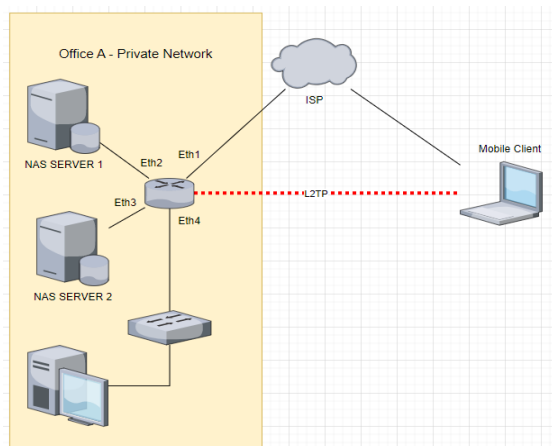 Office A - Private Network
ISP
Mobile Client
NAS SERVER 1
Eth2
Eth1
L2TP
Eth3
Eth4
NAS SERVER 2